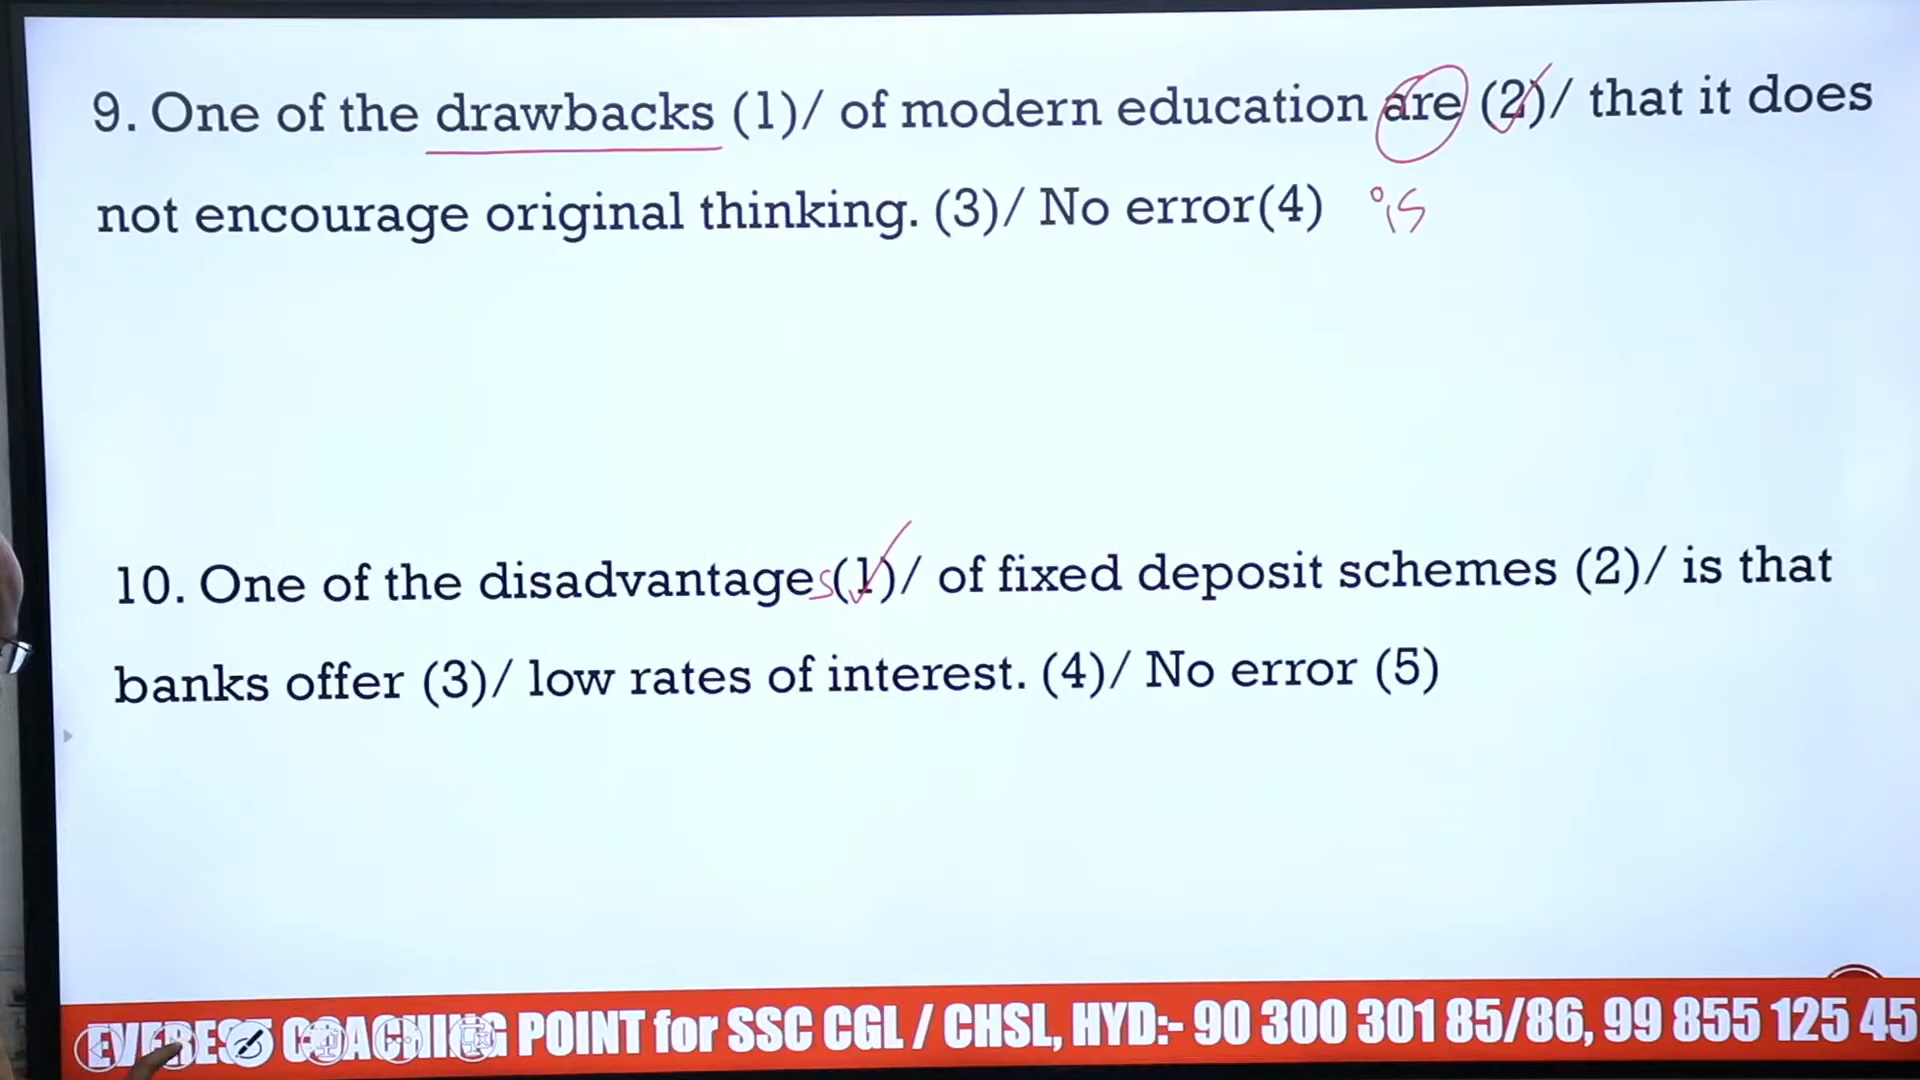 9. One of the drawbacks (1)/ of modern education are (2)/ that it does
not encourage original thinking. (3)/ No error(4) is
10. One of the disadvantages(1)/ of fixed deposit schemes (2)/ is that
banks offer (3)/ low rates of interest. (4)/ No error (5)
EVEREST COACHING POINT for SSC CGL / CHSL, HYD:- 90 300 301 85/86, 99 855 125 45